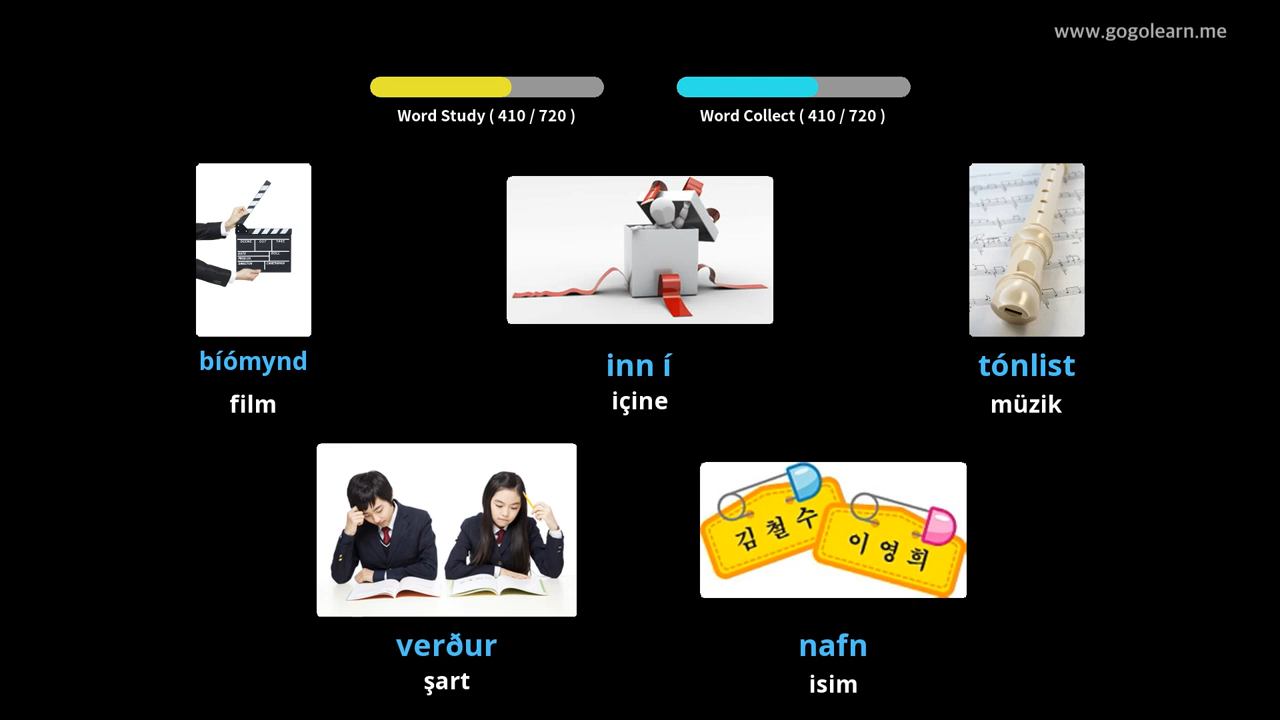 www.gogolearn.me
Word Study ( 410 / 720 )
Word Collect ( 410 / 720 )
bíómynd
film
inn í
içine
tónlist
müzik
김철수
이영희
verður
şart
nafn
isim